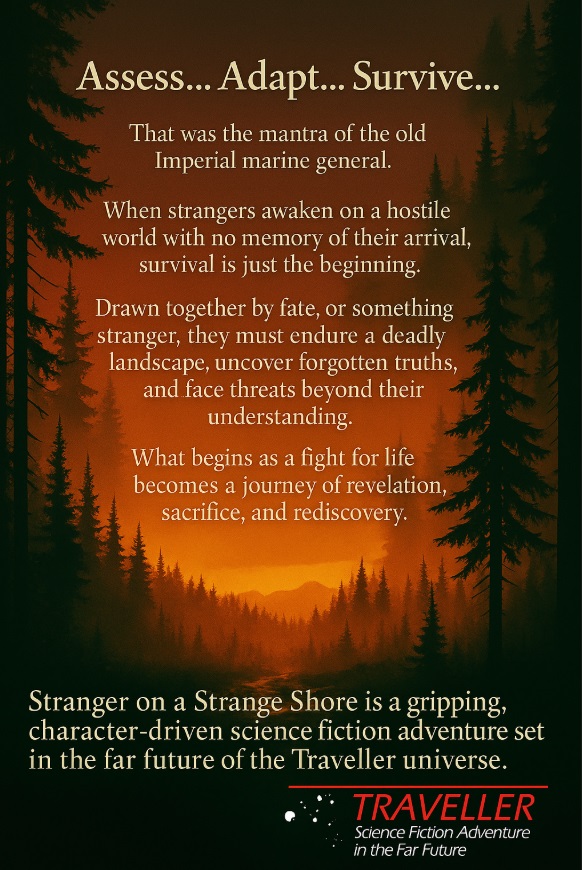 Assess... Adapt... Survive...
That was the mantra of the old
Imperial marine general.
When strangers awaken on a hostile
world with no memory of their arrival,
survival is just the beginning.
Drawn together by fate, or something
stranger, they must endure a deadly
landscape, uncover forgotten truths,
and face threats beyond their
understanding.
What begins as a fight for life
becomes a journey of revelation,
sacrifice, and rediscovery.
Stranger on a Strange Shore is a gripping,
character-driven science fiction adventure set
in the far future of the Traveller universe.
TRAVELLER
Science Fiction Adventure
in the Far Future